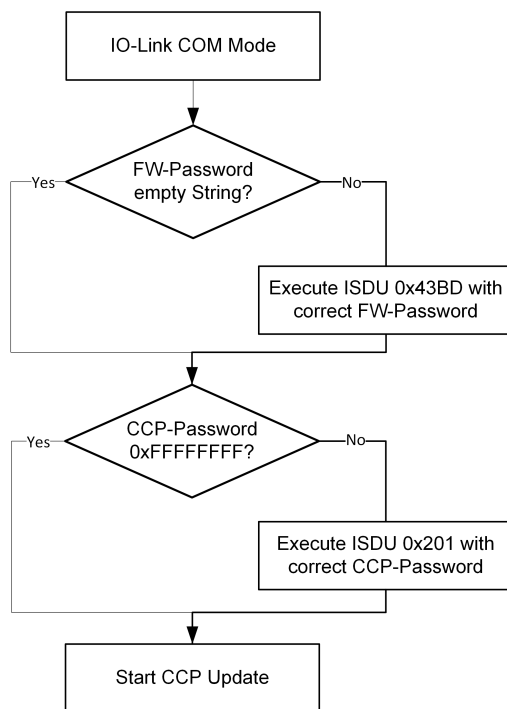 IO-Link COM Mode
FW-Password
empty String?
Yes
No
Execute ISDU 0x43BD with
correct FW-Password
CCP-Password
0xFFFFFFFF?
Yes
No
Execute ISDU 0x201 with
correct CCP-Password
Start CCP Update